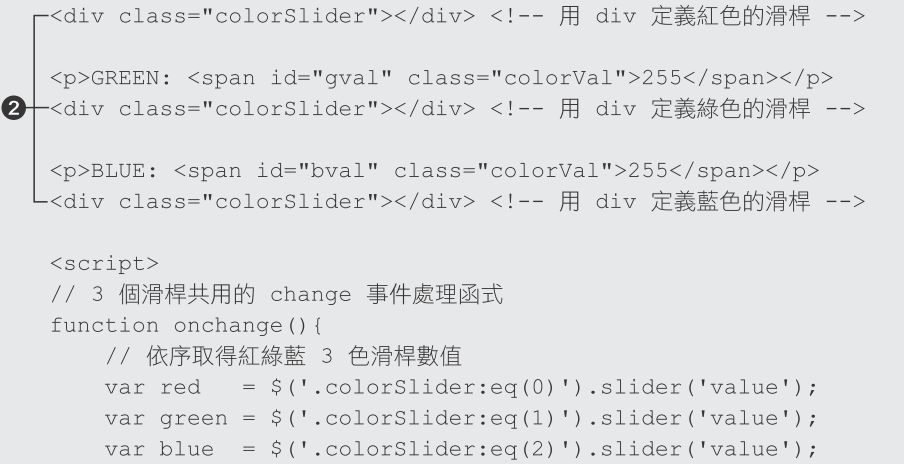 <div class="colorSlider"></div> <!-- 用 div 定義紅色的滑桿 -->
<p>GREEN: <span id="gval" class="colorVal">255</span></p>
❷ <div class="colorSlider"></div> <!-- 用 div 定義綠色的滑桿 -->
<p>BLUE: <span id="bval" class="colorVal">255</span></p>
<div class="colorSlider"></div> <!-- 用 div 定義藍色的滑桿 -->
<script>
// 3 個滑桿共用的 change 事件處理函式
function onchange(){
    // 依序取得紅綠藍 3 色滑桿數值
    var red   = $('.colorSlider:eq(0)').slider('value');
    var green = $('.colorSlider:eq(1)').slider('value');
    var blue  = $('.colorSlider:eq(2)').slider('value');